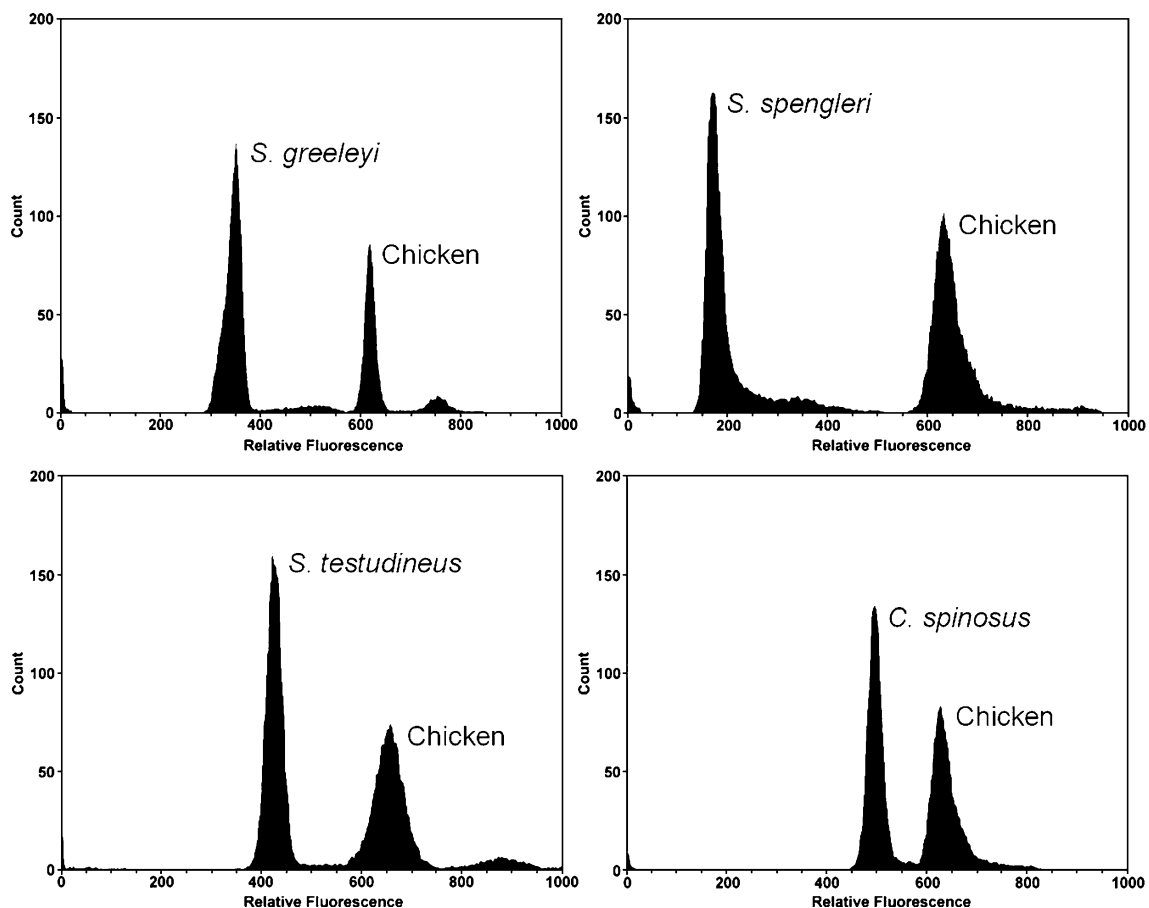 200
150
100
50
0
Count
S. greeleyi
Chicken
0 200 400 600 800 1000
Relative Fluorescence
200
150
100
50
0
Count
S. spengleri
Chicken
0 200 400 600 800 1000
Relative Fluorescence
200
150
100
50
0
Count
S. testudineus
Chicken
0 200 400 600 800 1000
Relative Fluorescence
200
150
100
50
0
Count
C. spinosus
Chicken
0 200 400 600 800 1000
Relative Fluorescence